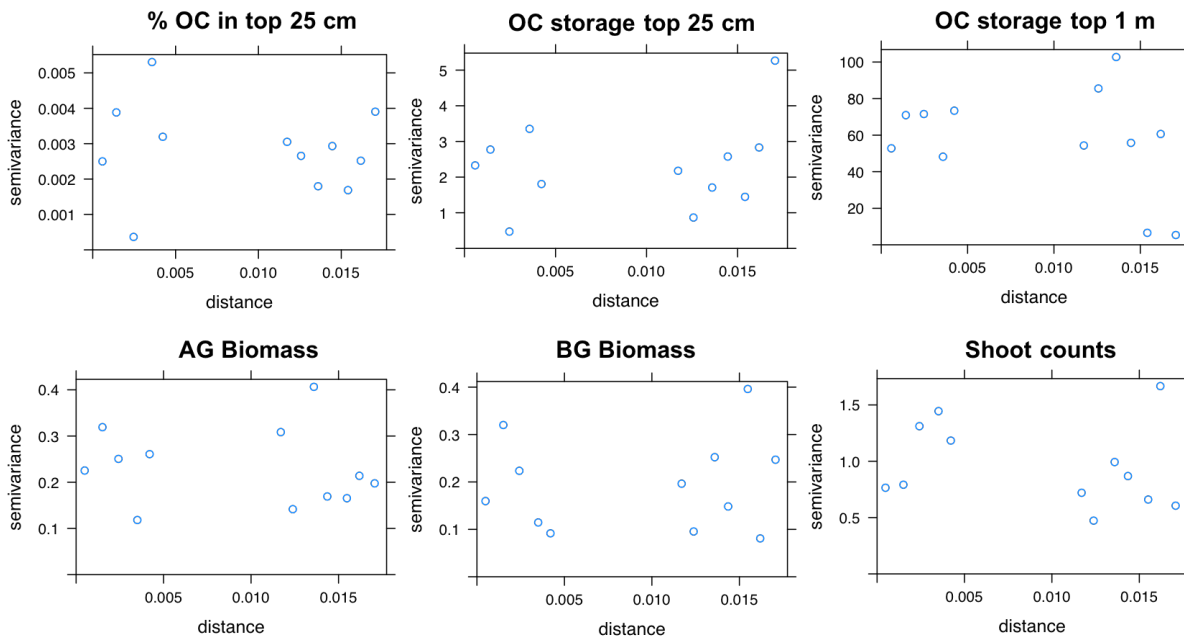 % OC in top 25 cm
OC storage top 25 cm
OC storage top 1 m
semivariance
0.005
0.004
0.003
0.002
0.001
0.005
0.010
0.015
distance
semivariance
5
4
3
2
1
0.005
0.010
0.015
distance
semivariance
100
80
60
40
20
0.005
0.010
0.015
distance
AG Biomass
BG Biomass
Shoot counts
semivariance
0.4
0.3
0.2
0.1
0.005
0.010
0.015
distance
semivariance
0.4
0.3
0.2
0.1
0.005
0.010
0.015
distance
semivariance
1.5
1.0
0.5
0.005
0.010
0.015
distance